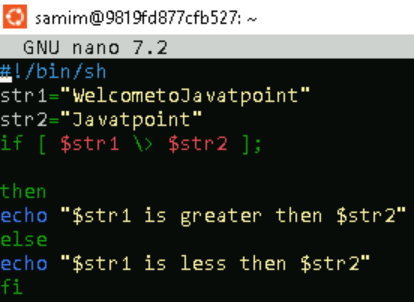 samim@9819fd877cfb527: ~
GNU nano 7.2
#!/bin/sh
str1="WelcometoJavatpoint"
str2="Javatpoint"
if [ $str1 \> $str2 ];
then
echo "$str1 is greater then $str2"
else
echo "$str1 is less then $str2"
fi